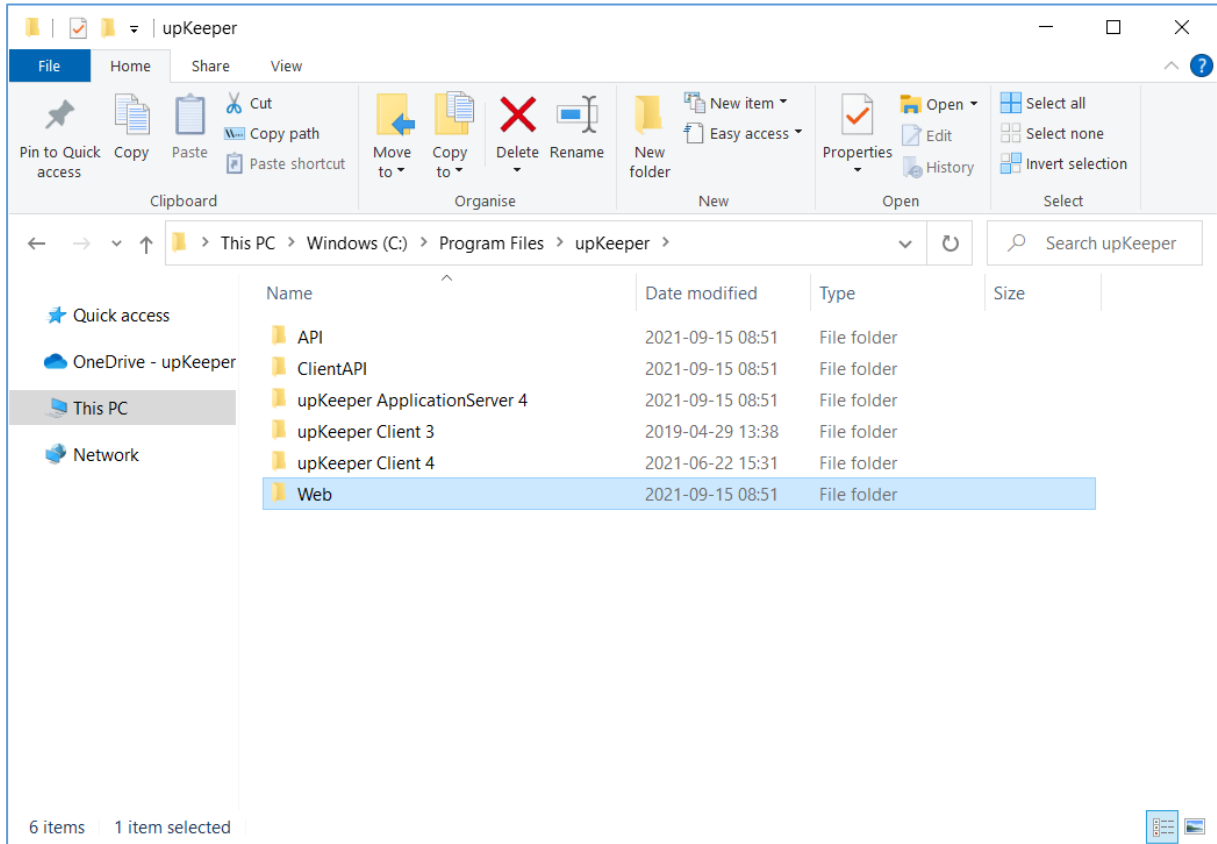 upKeeper
File Home Share View
Pin to Quick access
Copy
Paste
Cut
Copy path
Paste shortcut
Clipboard
Move to
Copy to
Delete
Rename
Organise
New folder
New item
Easy access
New
Properties
Open
Edit
History
Open
Select all
Select none
Invert selection
Select
This PC > Windows (C:) > Program Files > upKeeper >
Search upKeeper
Quick access
OneDrive - upKeeper
This PC
Network
Name Date modified Type Size
API 2021-09-15 08:51 File folder
ClientAPI 2021-09-15 08:51 File folder
upKeeper ApplicationServer 4 2021-09-15 08:51 File folder
upKeeper Client 3 2019-04-29 13:38 File folder
upKeeper Client 4 2021-06-22 15:31 File folder
Web 2021-09-15 08:51 File folder
6 items 1 item selected